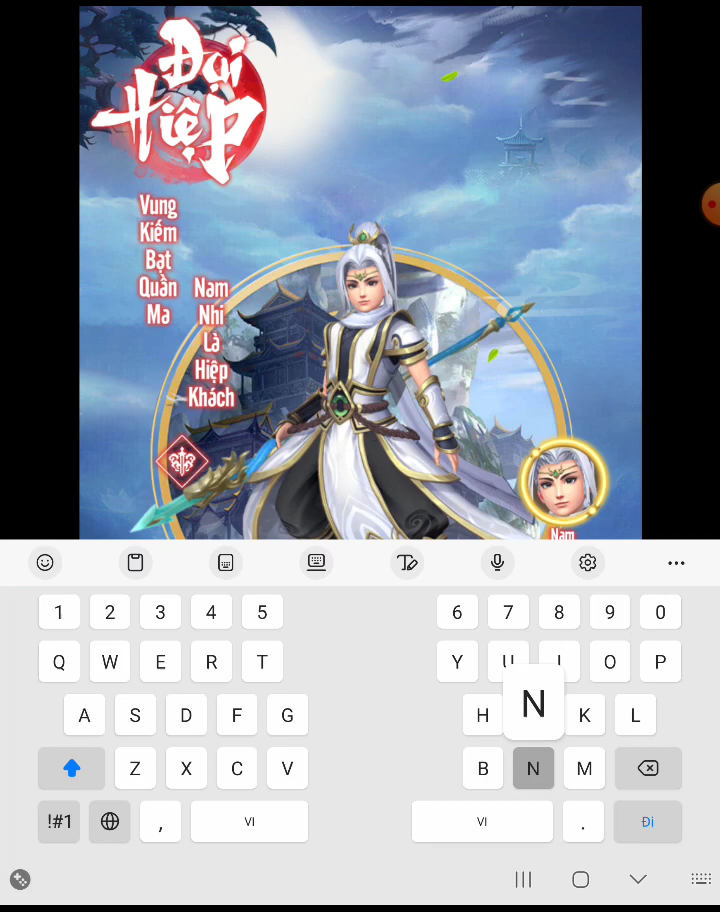 Đại
Hiệp
Vung
Kiếm
Bạt
Quần
Ma
Nam
Nhi
Là
Hiệp
Khách
Nam
1 2 3 4 5 6 7 8 9 0
Q W E R T Y U I O P
A S D F G H N K L
Z X C V B N M
!#1 , VI VI . Đi